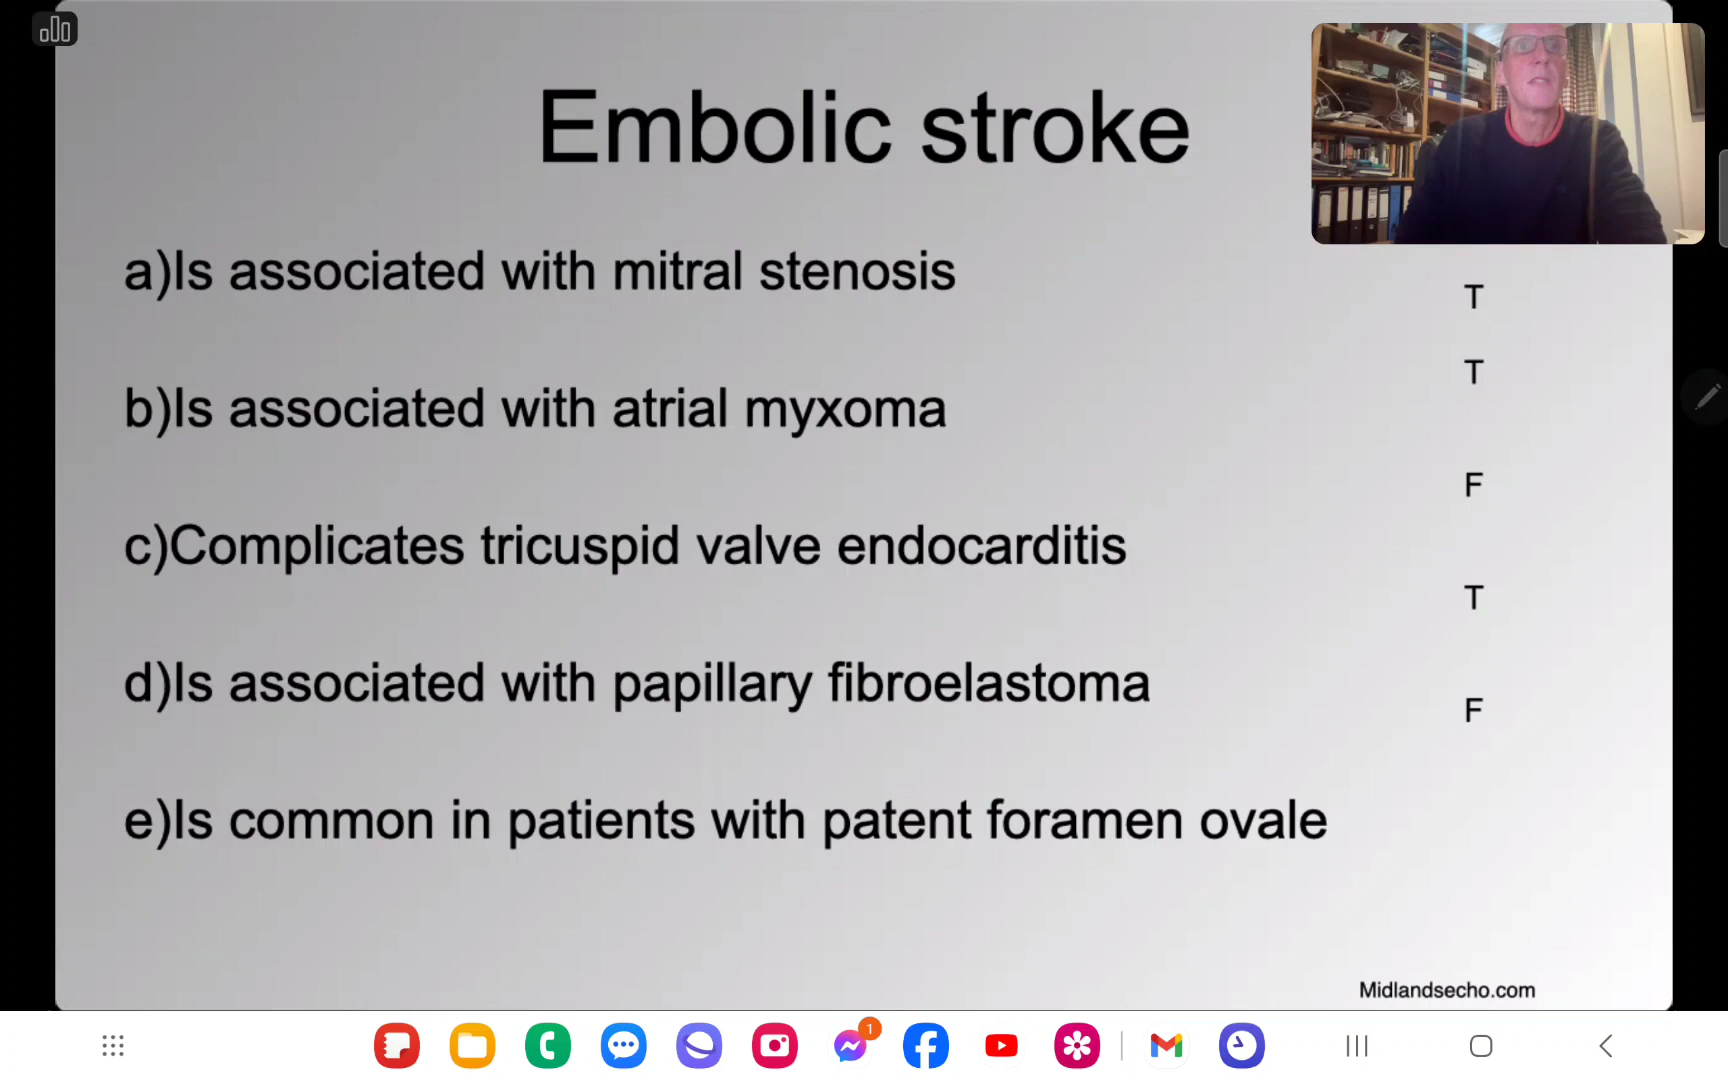 Embolic stroke
a)Is associated with mitral stenosis
T
T
b)Is associated with atrial myxoma
F
c)Complicates tricuspid valve endocarditis
T
d)Is associated with papillary fibroelastoma
F
e)Is common in patients with patent foramen ovale
Midlandsecho.com
1